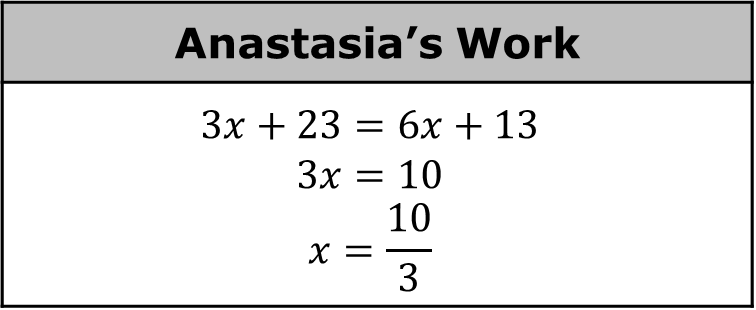 Anastasia’s Work
3x + 23 = 6x + 13
3x = 10
x = 10/3